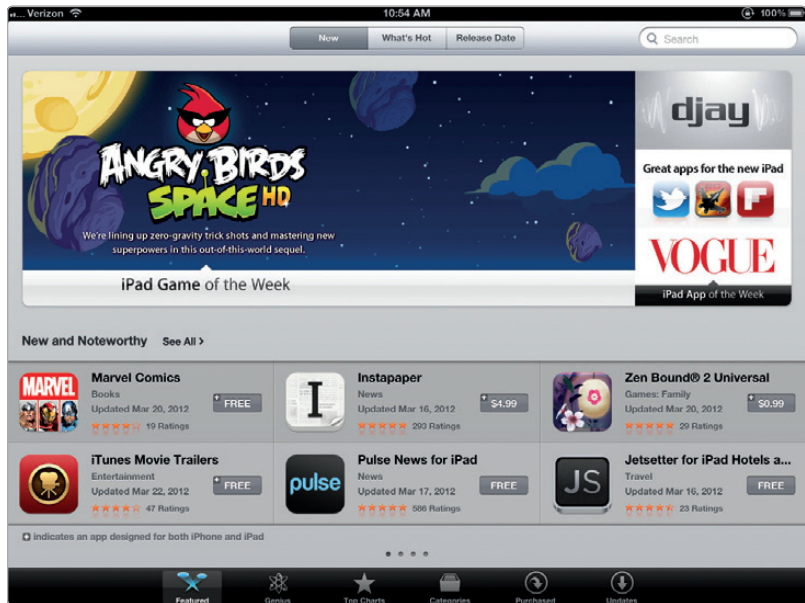 Verizon 10:54 AM 100%
New What's Hot Release Date Search
ANGRY BIRDS
SPACE HD
We're lining up zero-gravity trick shots and mastering new
superpowers in this out-of-this-world sequel.
iPad Game of the Week
djay
Great apps for the new iPad
VOGUE
iPad App of the Week
New and Noteworthy See All >
MARVEL
Marvel Comics
Books
Updated Mar 20, 2012
19 Ratings
+ FREE
I
Instapaper
News
Updated Mar 16, 2012
293 Ratings
+ $4.99
Zen Bound® 2 Universal
Games: Family
Updated Mar 20, 2012
29 Ratings
+ $0.99
iTunes Movie Trailers
Entertainment
Updated Mar 22, 2012
47 Ratings
+ FREE
pulse
Pulse News for iPad
News
Updated Mar 17, 2012
586 Ratings
FREE
JS
Jetsetter for iPad Hotels a...
Travel
Updated Mar 16, 2012
23 Ratings
FREE
+ indicates an app designed for both iPhone and iPad
Featured Genius Top Charts Categories Purchased Updates